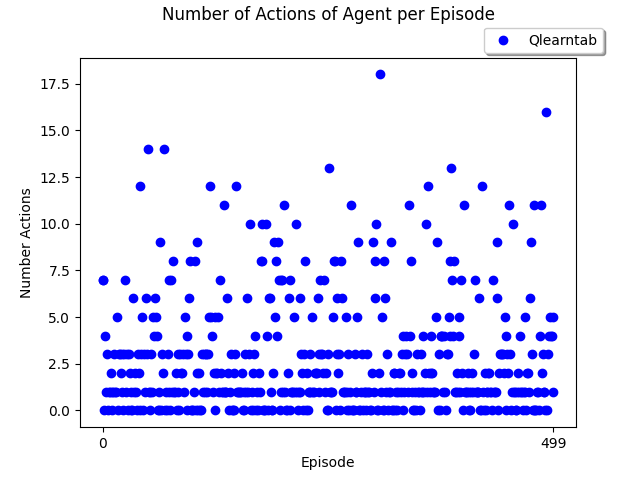 Number of Actions of Agent per Episode
Qlearntab
17.5
15.0
12.5
10.0
7.5
5.0
2.5
0.0
Number Actions
0
499
Episode